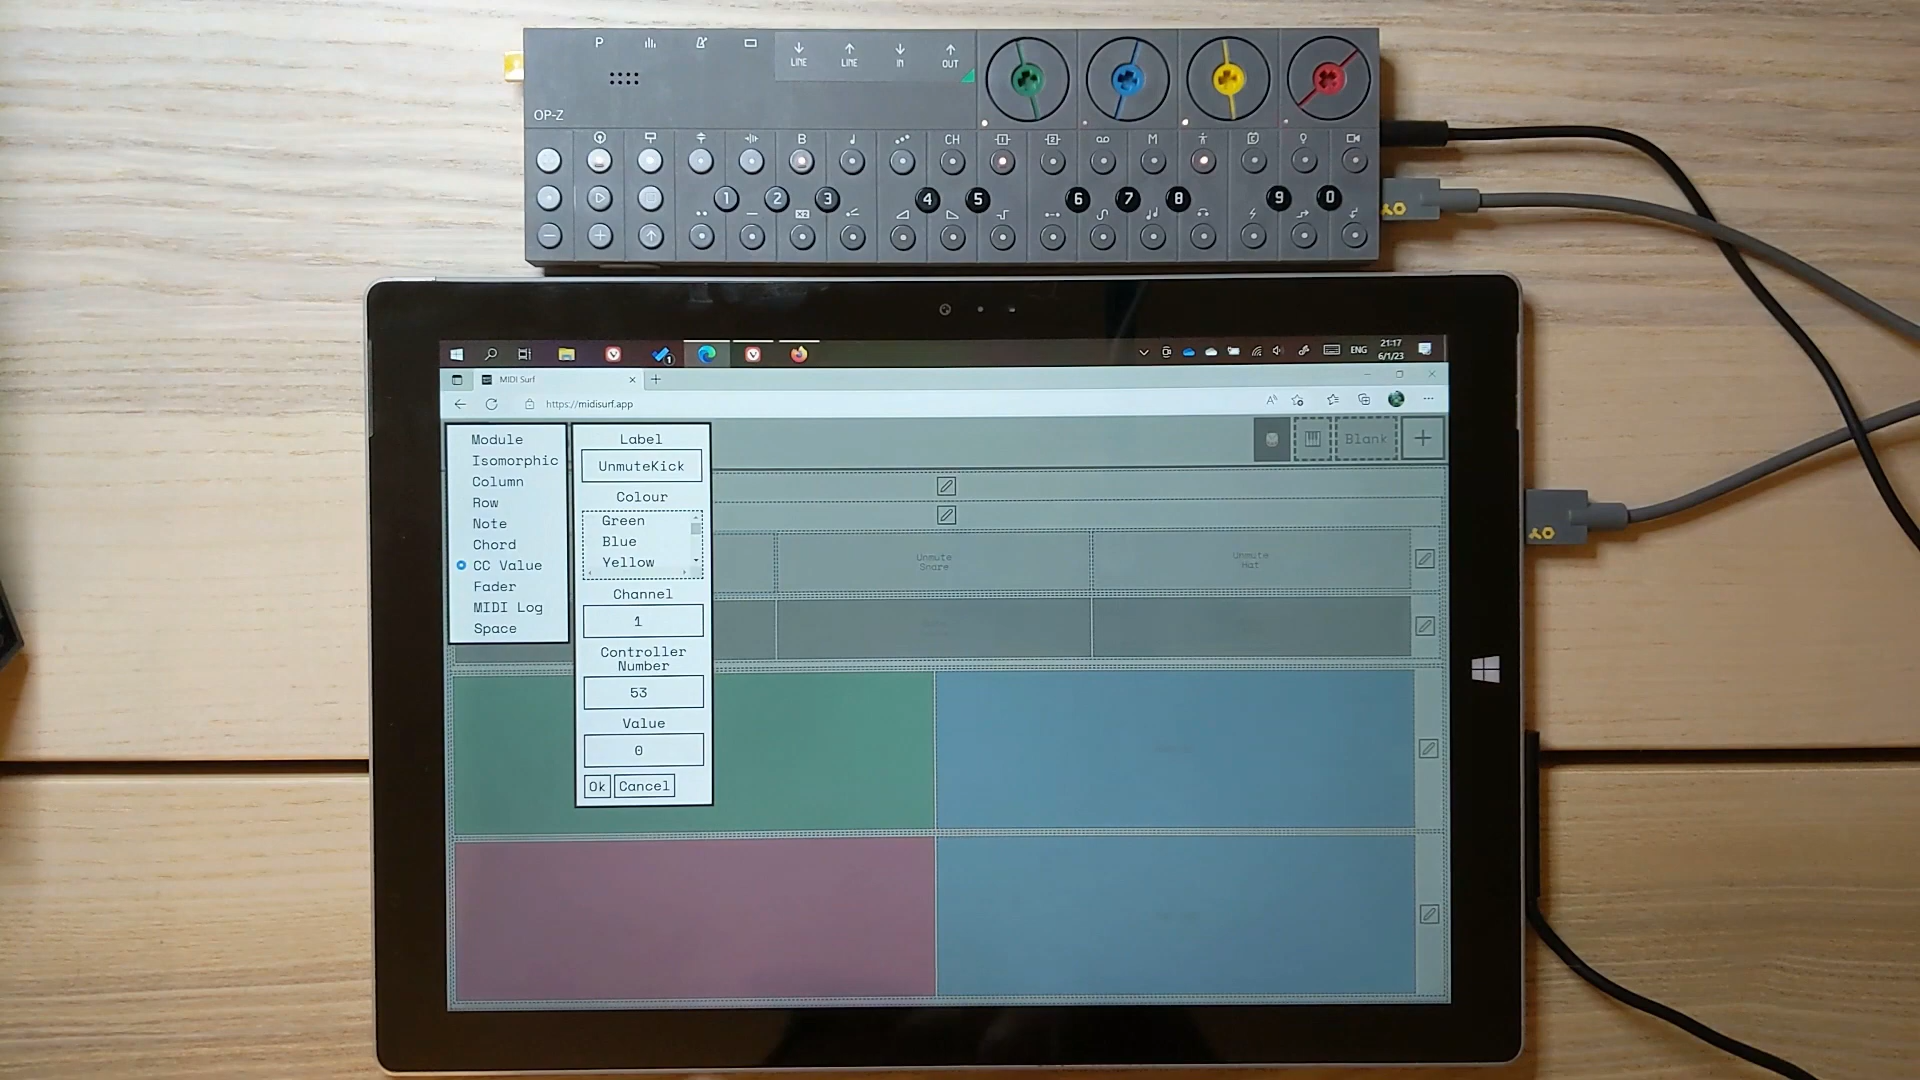 P
LINE
LINE
IN
OUT
OP-Z
B
CH
M
1
2
3
4
5
6
7
8
9
0
X2
ENG
21:17
6/1/23
1
MIDI Surf
https://midisurf.app
Module
Isomorphic
Column
Row
Note
Chord
CC Value
Fader
MIDI Log
Space
Label
UnmuteKick
Colour
Green
Blue
Yellow
Channel
1
Controller
Number
53
Value
0
Ok Cancel
Blank
Unmute
Snare
Unmute
Hat